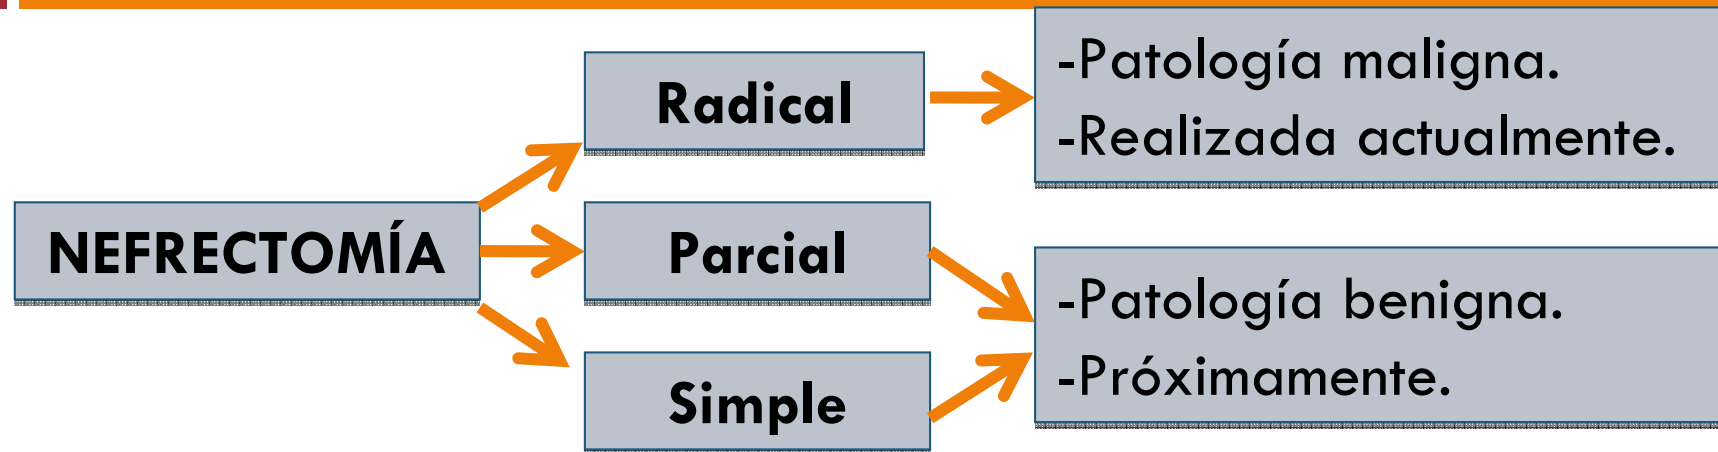 NEFRECTOMÍA
Radical
-Patología maligna.
-Realizada actualmente.
Parcial
Simple
-Patología benigna.
-Próximamente.